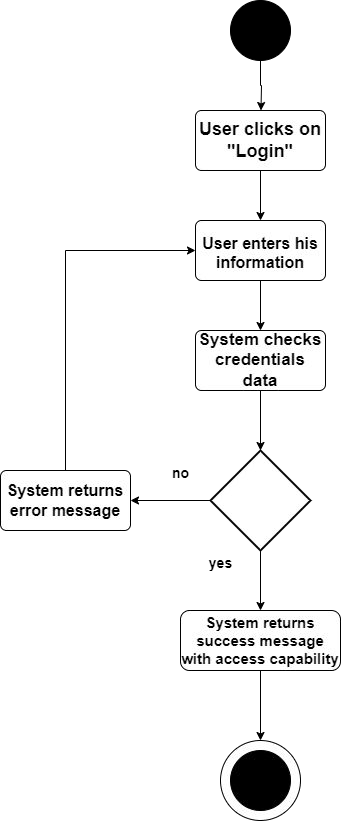 User clicks on
"Login"
User enters his
information
System checks
credentials
data
no
System returns
error message
yes
System returns
success message
with access capability